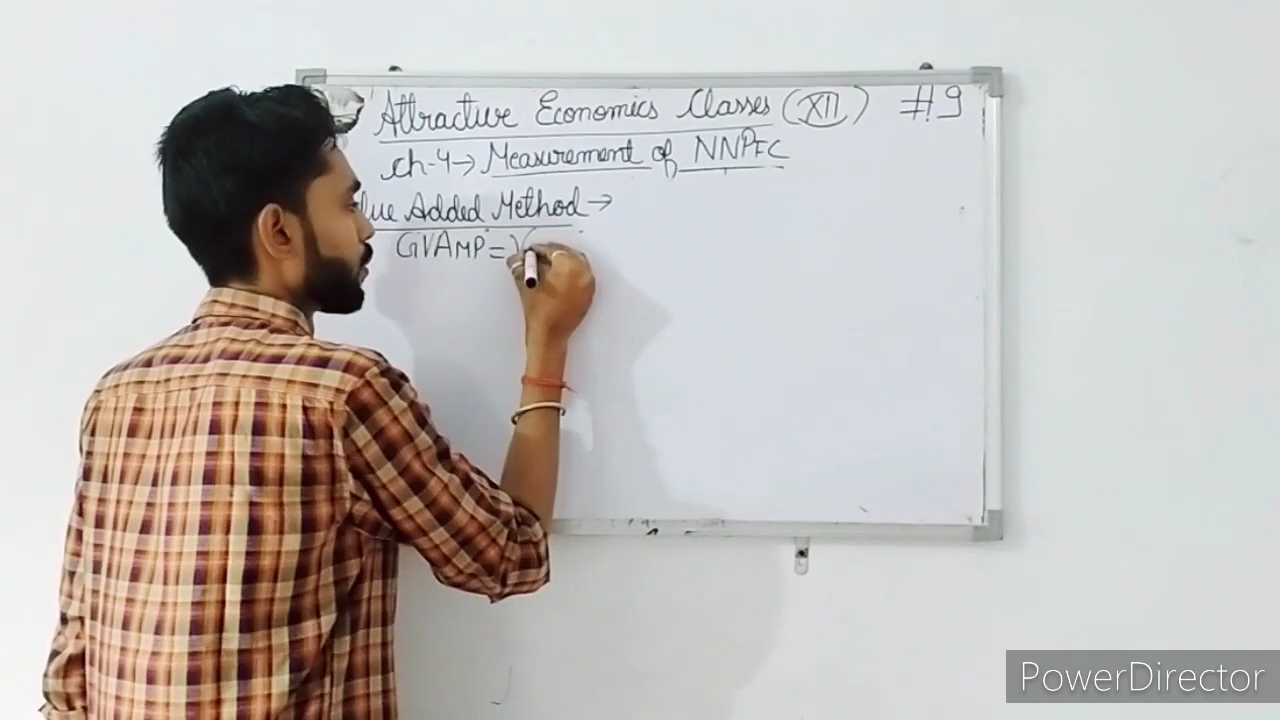 Attractive Economics Classes (XII) #9
ch-4→ Measurement of NNPFC
lue Added Method →
GVAMP =
PowerDirector